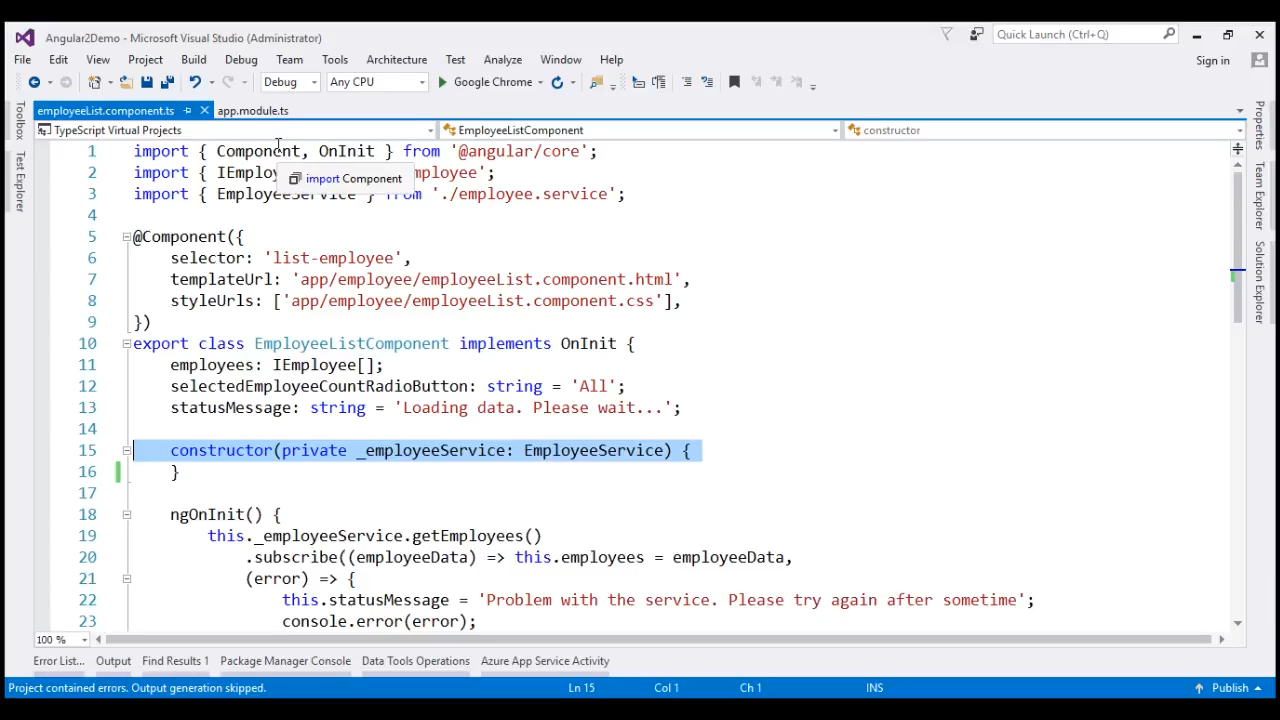 Angular2Demo - Microsoft Visual Studio (Administrator)
Quick Launch (Ctrl+Q)
File Edit View Project Build Debug Team Tools Architecture Test Analyze Window Help
Sign in
Debug Any CPU Google Chrome
employeeList.component.ts app.module.ts
TypeScript Virtual Projects EmployeeListComponent constructor
Toolbox
Test Explorer
Properties
Team Explorer
Solution Explorer
1 import { Component, OnInit } from '@angular/core';
2 import { IEmploy mployee';
import Component
3 import { EmployeeService } from './employee.service';
4
5 @Component({
6 selector: 'list-employee',
7 templateUrl: 'app/employee/employeeList.component.html',
8 styleUrls: ['app/employee/employeeList.component.css'],
9 })
10 export class EmployeeListComponent implements OnInit {
11 employees: IEmployee[];
12 selectedEmployeeCountRadioButton: string = 'All';
13 statusMessage: string = 'Loading data. Please wait...';
14
15 constructor(private _employeeService: EmployeeService) {
16 }
17
18 ngOnInit() {
19 this._employeeService.getEmployees()
20 .subscribe((employeeData) => this.employees = employeeData,
21 (error) => {
22 this.statusMessage = 'Problem with the service. Please try again after sometime';
23 console.error(error);
100 %
Error List... Output Find Results 1 Package Manager Console Data Tools Operations Azure App Service Activity
Project contained errors. Output generation skipped. Ln 15 Col 1 Ch 1 INS Publish